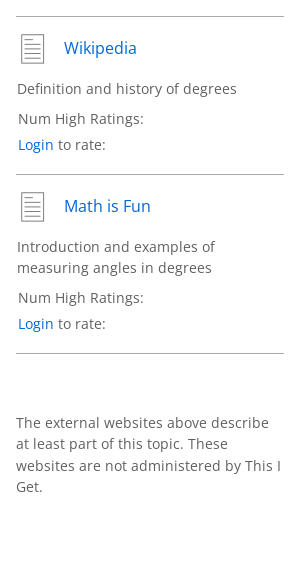 Wikipedia
Definition and history of degrees
Num High Ratings:
Login to rate:
Math is Fun
Introduction and examples of
measuring angles in degrees
Num High Ratings:
Login to rate:
The external websites above describe
at least part of this topic. These
websites are not administered by This I
Get.